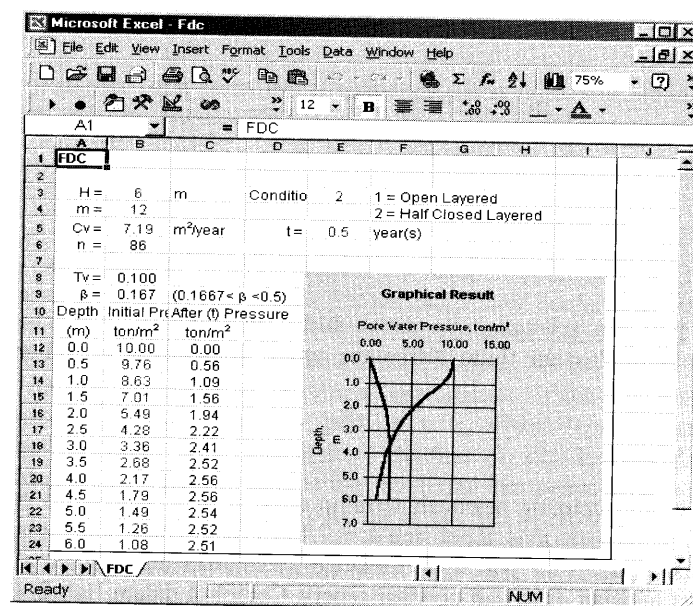 Microsoft Excel - Fdc
File Edit View Insert Format Tools Data Window Help
75%
12 B A
A1 = FDC
A B C D E F G H I J
1 FDC
2
3 H = 6 m Conditio 2 1 = Open Layered
4 m = 12 2 = Half Closed Layered
5 Cv = 7.19 m²/year t = 0.5 year(s)
6 n = 86
7
8 Tv = 0.100
9 β = 0.167 (0.1667< β <0.5)
10 Depth Initial Pre After (t) Pressure
11 (m) ton/m² ton/m²
12 0.0 10.00 0.00
13 0.5 9.76 0.56
14 1.0 8.63 1.09
15 1.5 7.01 1.56
16 2.0 5.49 1.94
17 2.5 4.28 2.22
18 3.0 3.36 2.41
19 3.5 2.68 2.52
20 4.0 2.17 2.56
21 4.5 1.79 2.56
22 5.0 1.49 2.54
23 5.5 1.26 2.52
24 6.0 1.08 2.51
Graphical Result
Pore Water Pressure, ton/m²
0.00 5.00 10.00 15.00
0.0
1.0
2.0
3.0
4.0
5.0
6.0
7.0
Depth, m
FDC
Ready NUM